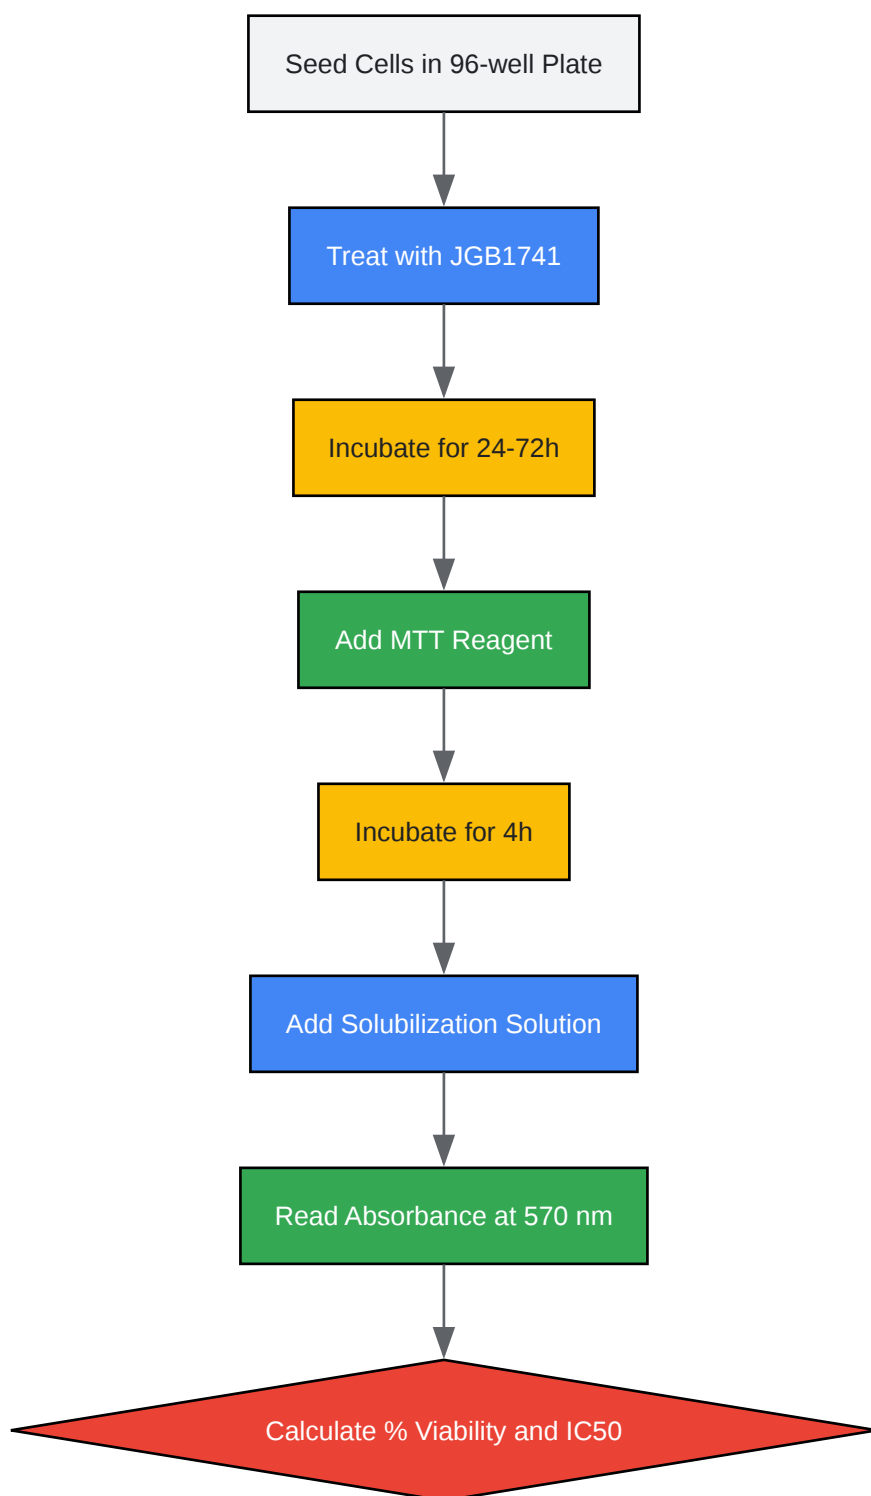 Seed Cells in 96-well Plate
Treat with JGB1741
Incubate for 24-72h
Add MTT Reagent
Incubate for 4h
Add Solubilization Solution
Read Absorbance at 570 nm
Calculate % Viability and IC50